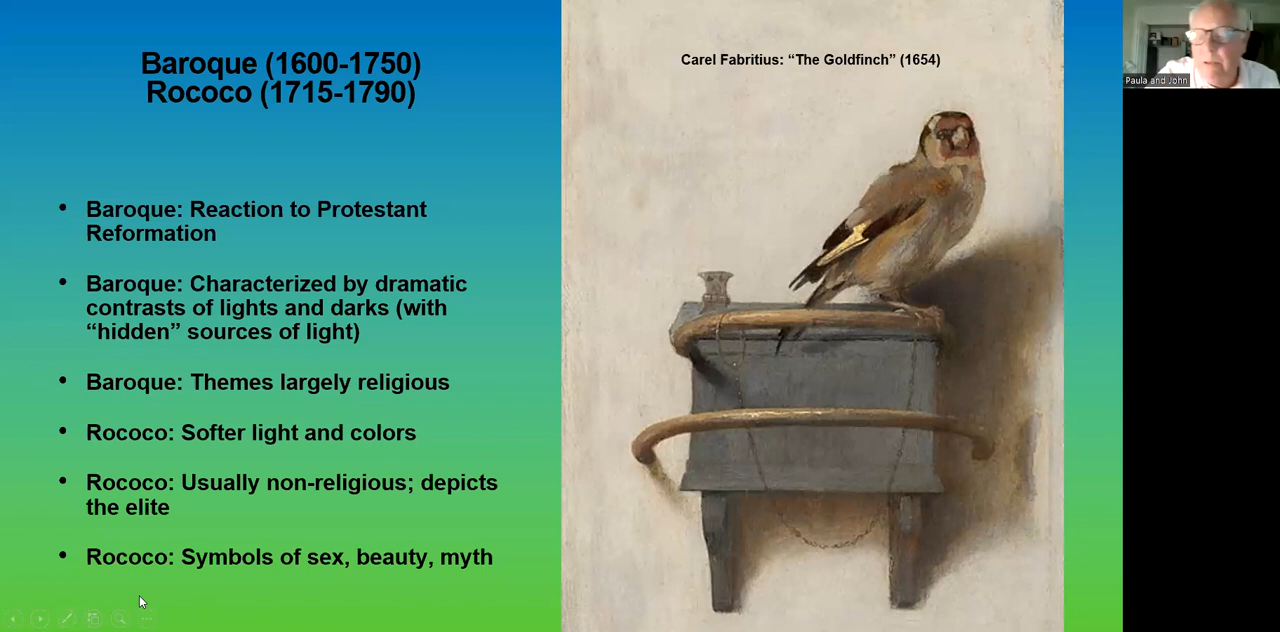 Baroque (1600-1750)
Rococo (1715-1790)
• Baroque: Reaction to Protestant
Reformation
• Baroque: Characterized by dramatic
contrasts of lights and darks (with
“hidden” sources of light)
• Baroque: Themes largely religious
• Rococo: Softer light and colors
• Rococo: Usually non-religious; depicts
the elite
• Rococo: Symbols of sex, beauty, myth
Carel Fabritius: “The Goldfinch” (1654)
Paula and John